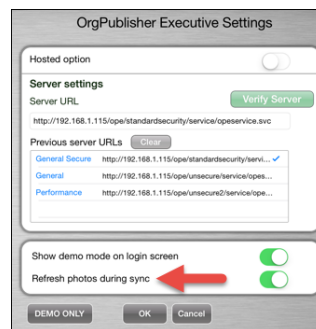 OrgPublisher Executive Settings
Hosted option
Server settings
Server URL
Verify Server
http://192.168.1.115/ope/standardsecurity/service/opeservice.svc
Previous server URLs Clear
General Secure http://192.168.1.115/ope/standardsecurity/servi...
General http://192.168.1.115/ope/unsecure/service/opes...
Performance http://192.168.1.115/ope/unsecure2/service/ope...
Show demo mode on login screen
Refresh photos during sync
DEMO ONLY OK Cancel